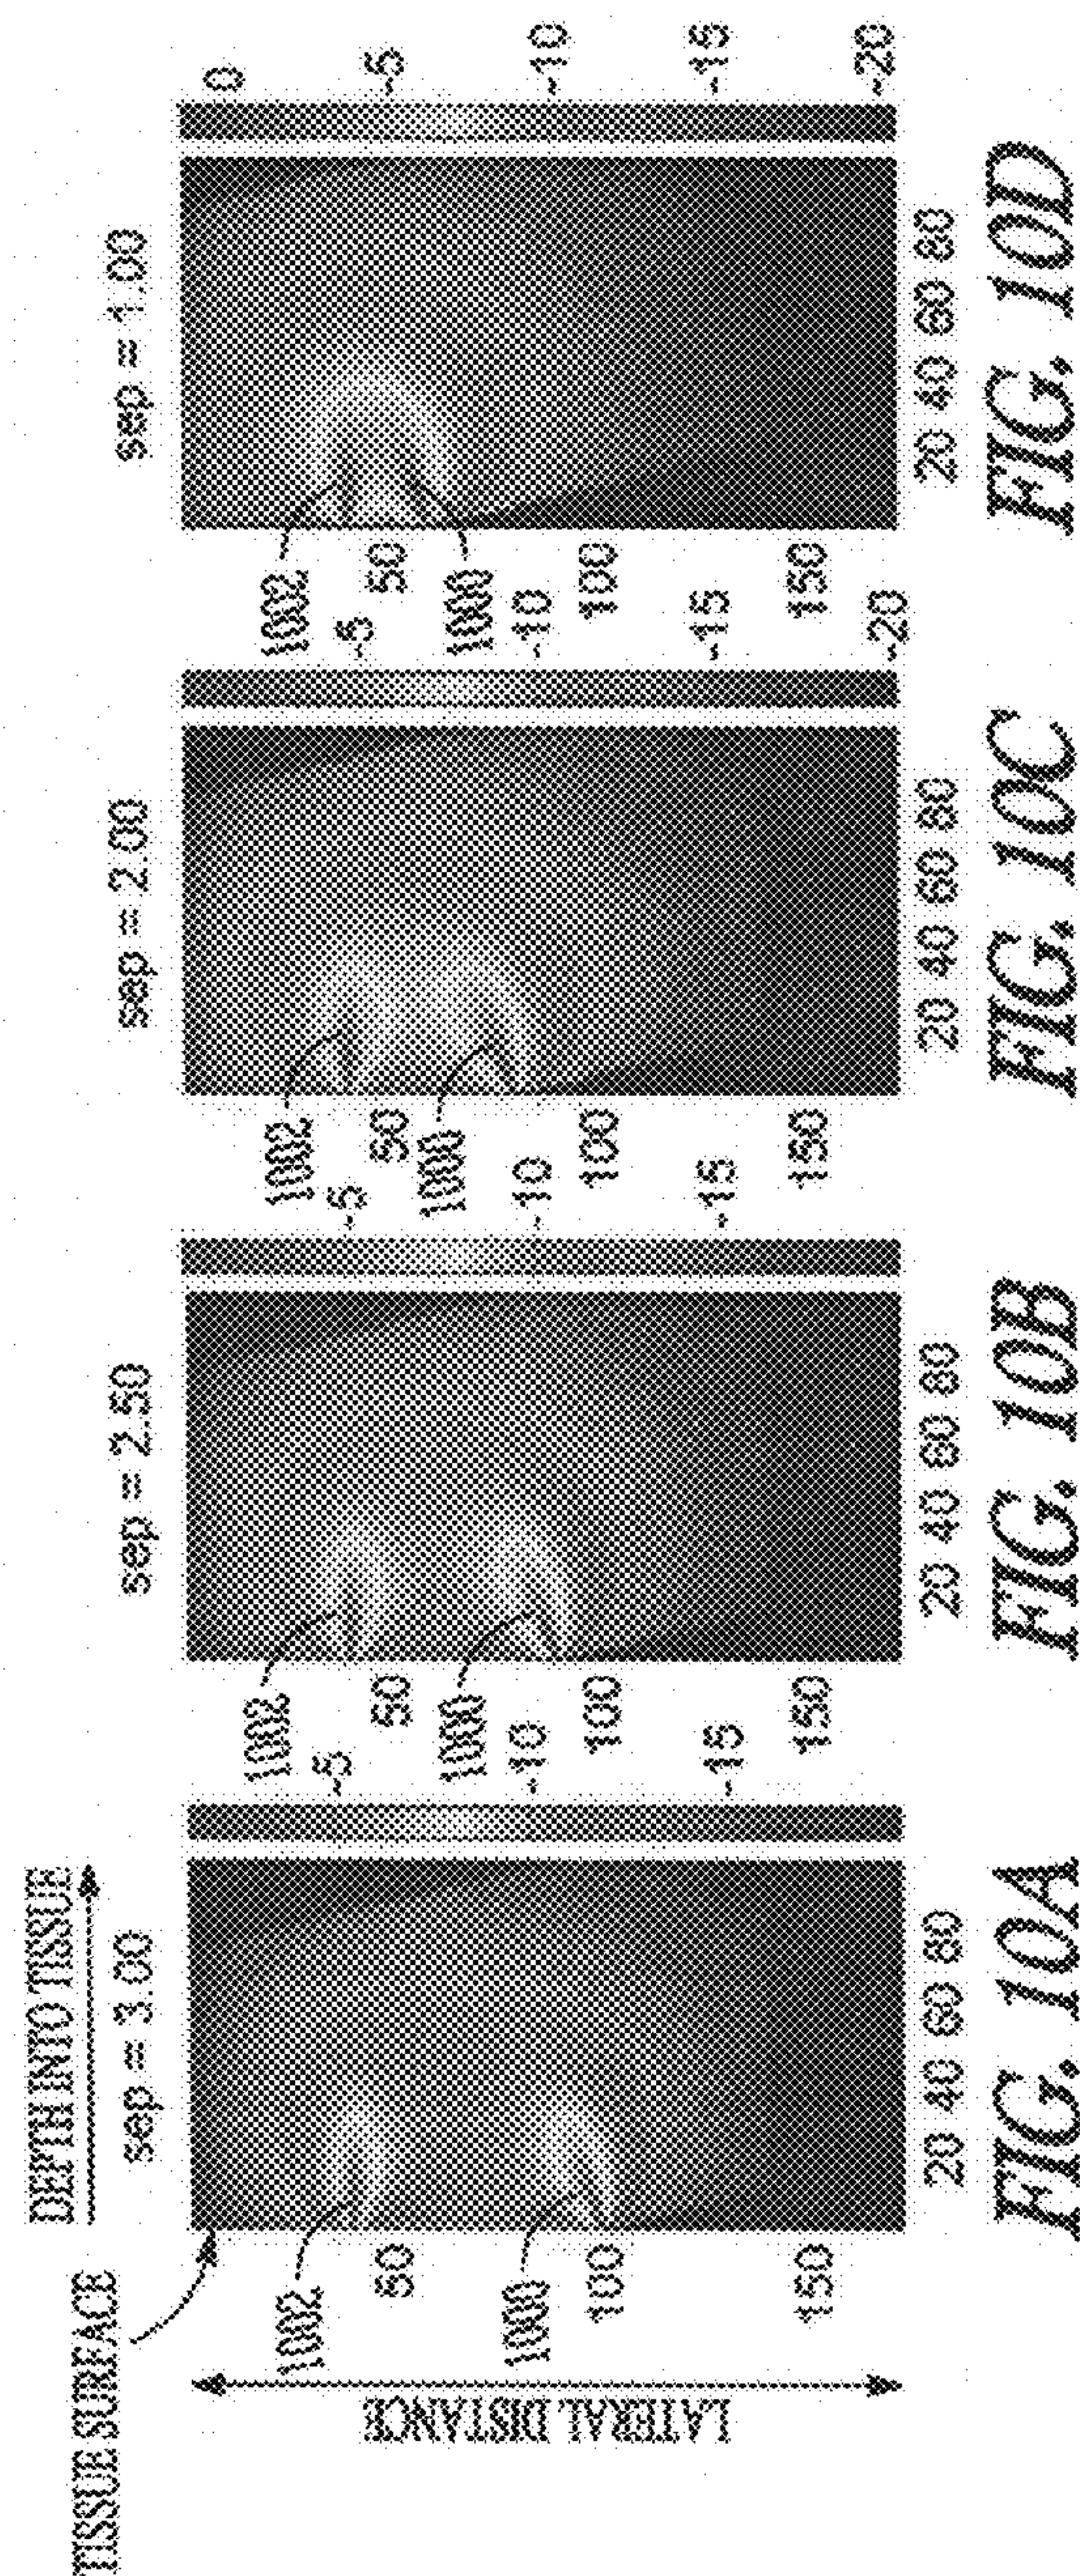 TISSUE SURFACE
DEPTH INTO TISSUE
LATERAL DISTANCE
sep = 3.00
1002
50
1000
100
150
-5
-10
-15
20 40 60 80
FIG. 10A
sep = 2.50
1002
50
1000
100
150
-5
-10
-15
20 40 60 80
FIG. 10B
sep = 2.00
1002
50
1000
100
150
-5
-10
-15
-20
20 40 60 80
FIG. 10C
sep = 1.00
1002
50
1000
100
150
0
-5
-10
-15
-20
20 40 60 80
FIG. 10D